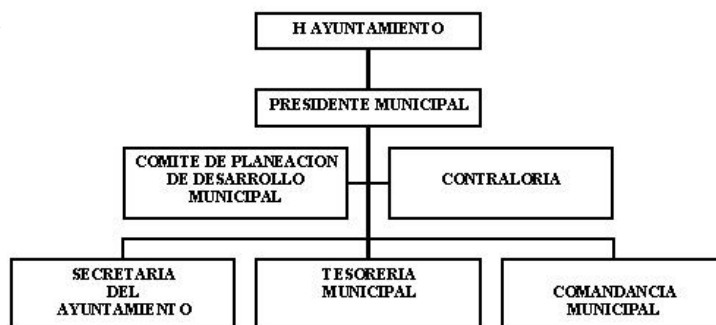 H AYUNTAMIENTO
PRESIDENTE MUNICIPAL
COMITE DE PLANEACION
DE DESARROLLO
MUNICIPAL
CONTRALORIA
SECRETARIA
DEL
AYUNTAMIENTO
TESORERIA
MUNICIPAL
COMANDANCIA
MUNICIPAL